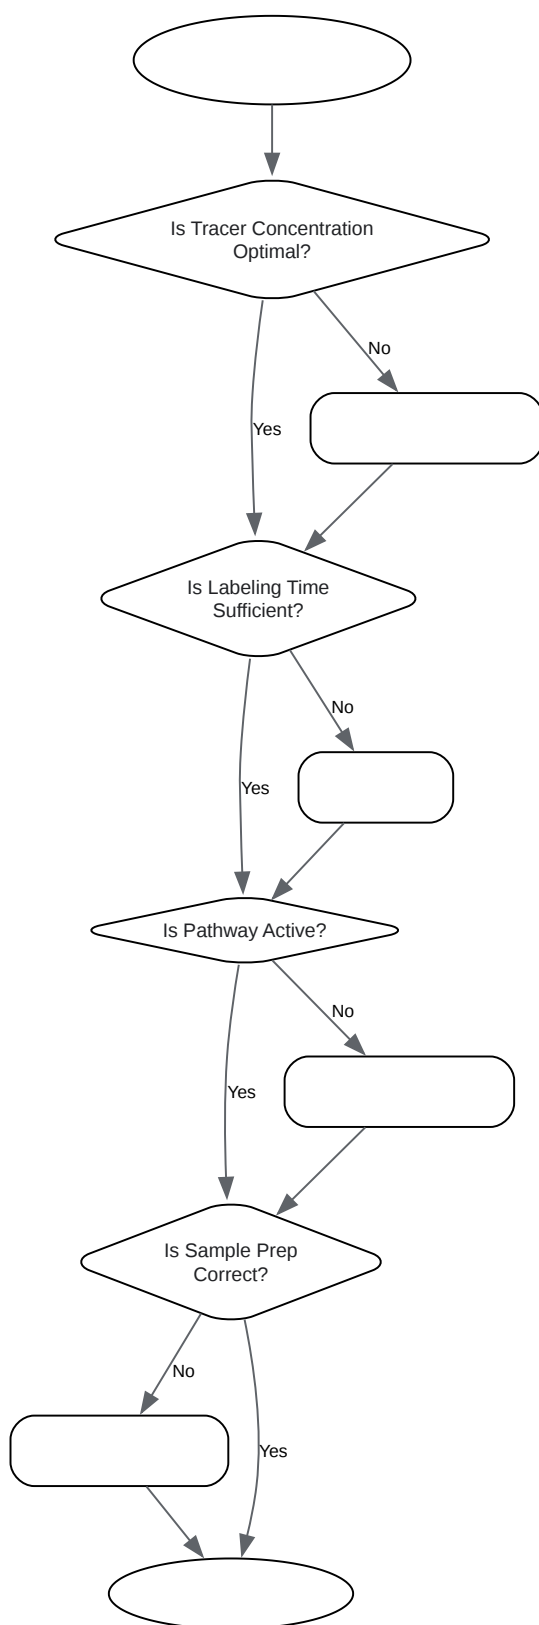 Is Tracer Concentration
Optimal?
No
Yes
Is Labeling Time
Sufficient?
No
Yes
Is Pathway Active?
No
Yes
Is Sample Prep
Correct?
No
Yes